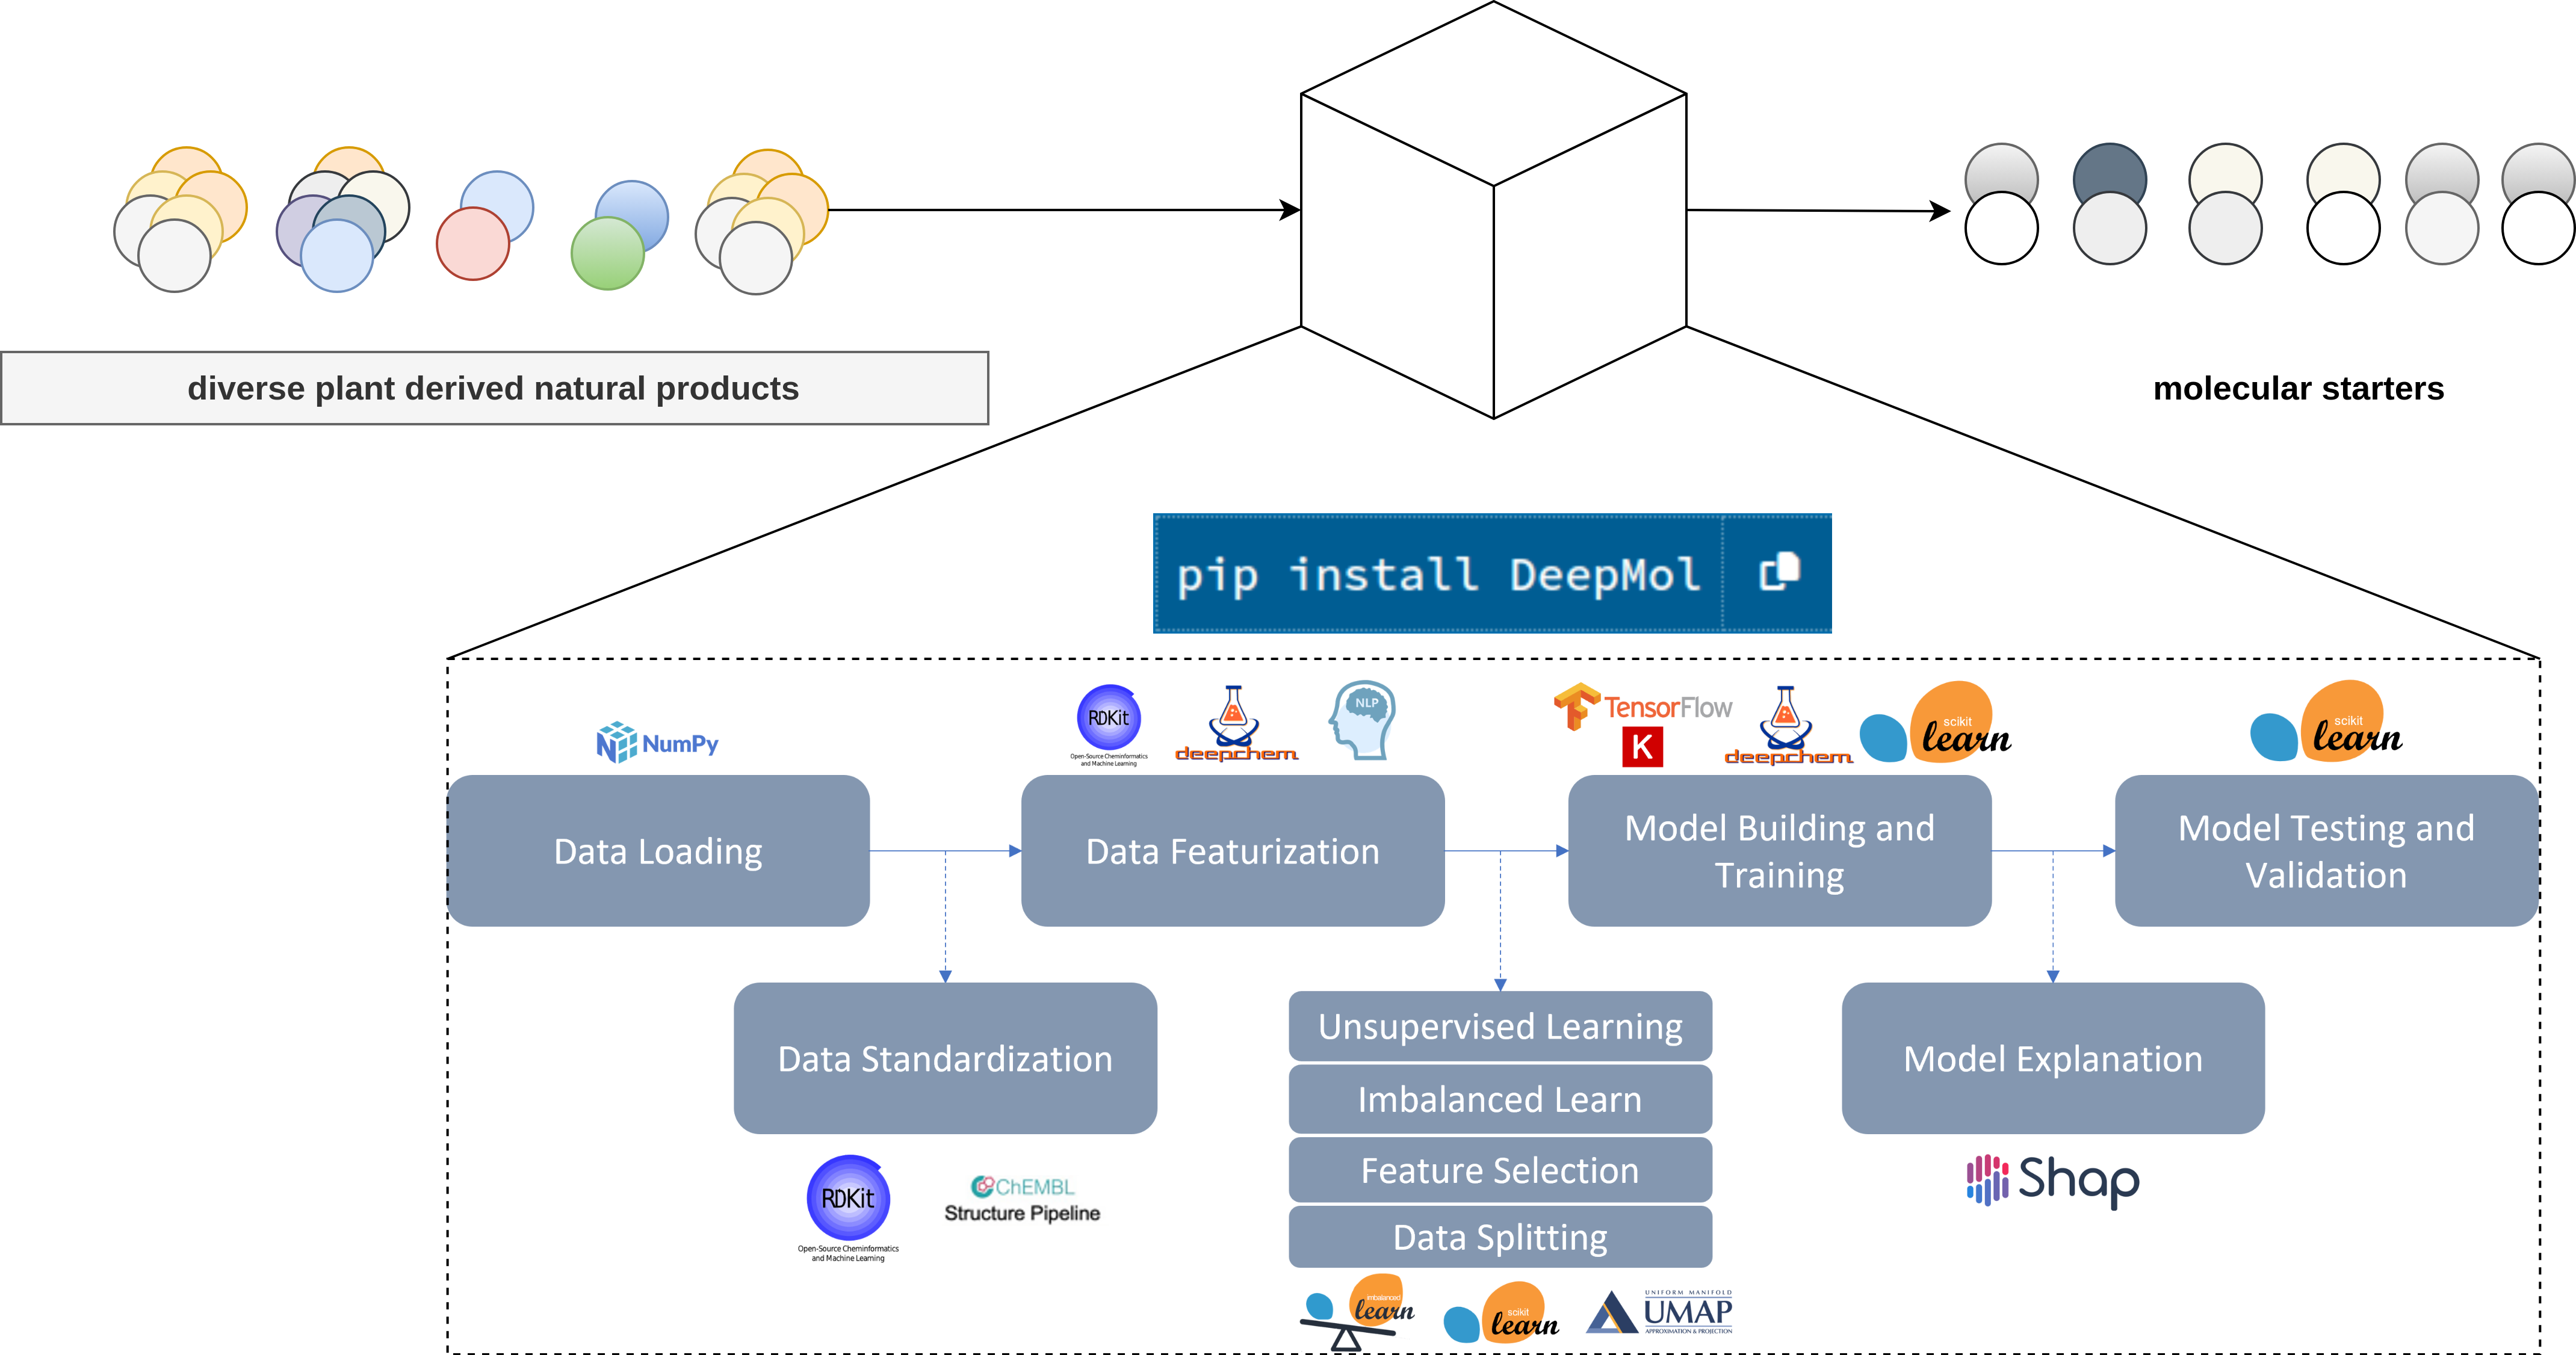 diverse plant derived natural products
molecular starters
pip install DeepMol
NumPy
RDKit
Open-Source Cheminformatics
and Machine Learning
deepchem
NLP
TensorFlow
K
deepchem
scikit
learn
scikit
learn
Data Loading
Data Featurization
Model Building and
Training
Model Testing and
Validation
Data Standardization
Unsupervised Learning
Imbalanced Learn
Feature Selection
Data Splitting
Model Explanation
RDKit
Open-Source Cheminformatics
and Machine Learning
ChEMBL
Structure Pipeline
Shap
imbalanced
learn
scikit
learn
UNIFORM MANIFOLD
UMAP
APPROXIMATION & PROJECTION